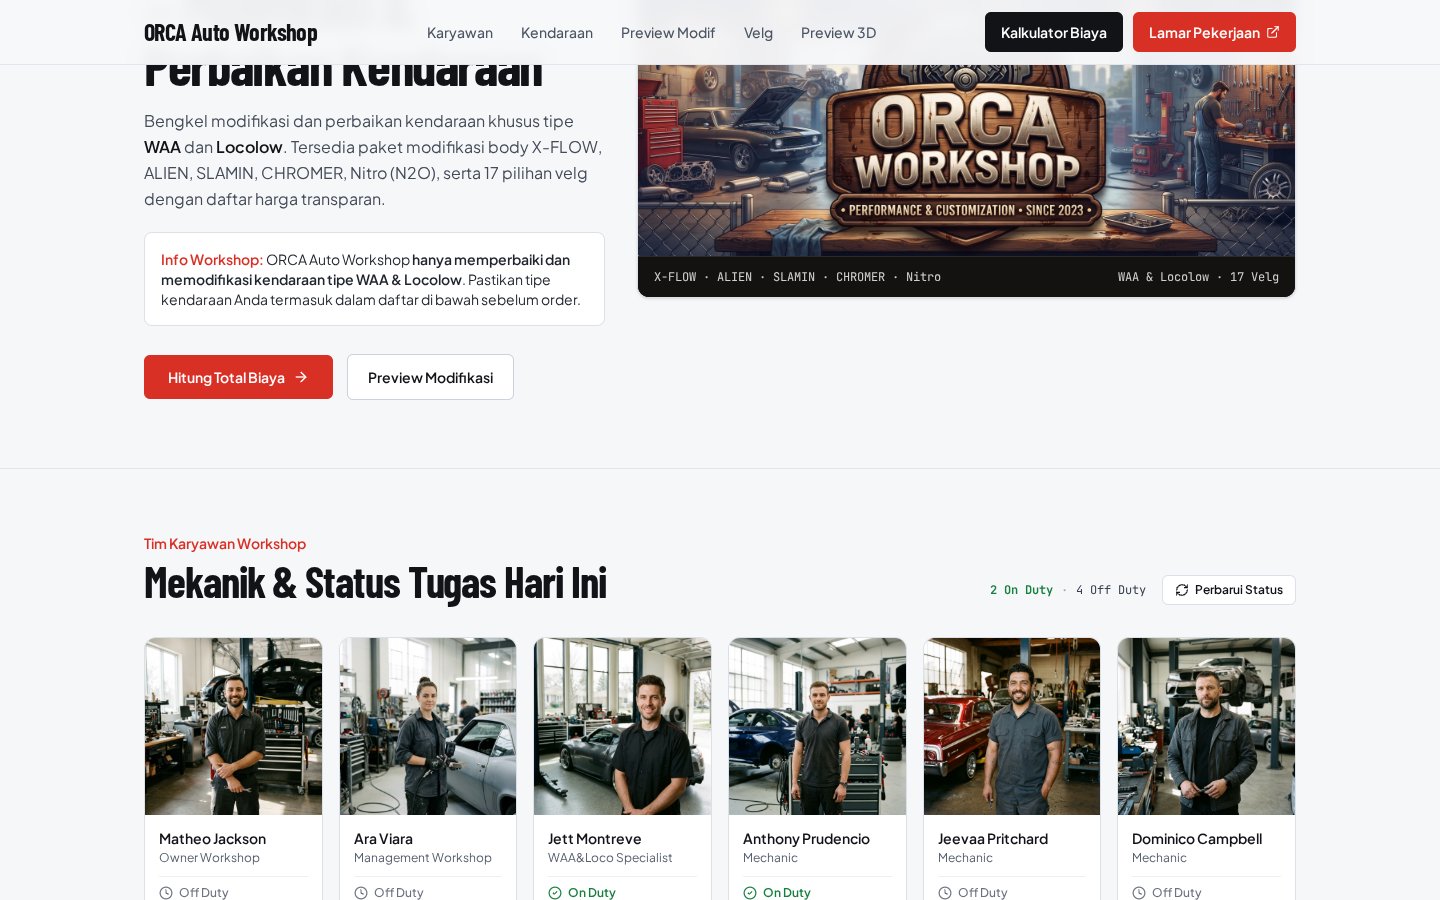 ORCA Auto Workshop
Karyawan
Kendaraan
Preview Modif
Velg
Preview 3D
Kalkulator Biaya
Lamar Pekerjaan
Perbaikan Kendaraan
Bengkel modifikasi dan perbaikan kendaraan khusus tipe
WAA dan Locolow. Tersedia paket modifikasi body X-FLOW,
ALIEN, SLAMIN, CHROMER, Nitro (N2O), serta 17 pilihan velg
dengan daftar harga transparan.
Info Workshop: ORCA Auto Workshop hanya memperbaiki dan
memodifikasi kendaraan tipe WAA & Locolow. Pastikan tipe
kendaraan Anda termasuk dalam daftar di bawah sebelum order.
Hitung Total Biaya
Preview Modifikasi
ORCA
WORKSHOP
• PERFORMANCE & CUSTOMIZATION • SINCE 2023 •
X-FLOW · ALIEN · SLAMIN · CHROMER · Nitro
WAA & Locolow · 17 Velg
Tim Karyawan Workshop
Mekanik & Status Tugas Hari Ini
2 On Duty · 4 Off Duty
Perbarui Status
Matheo Jackson
Owner Workshop
Off Duty
Ara Viara
Management Workshop
Off Duty
Jett Montreve
WAA&Loco Specialist
On Duty
Anthony Prudencio
Mechanic
On Duty
Jeevaa Pritchard
Mechanic
Off Duty
Dominico Campbell
Mechanic
Off Duty